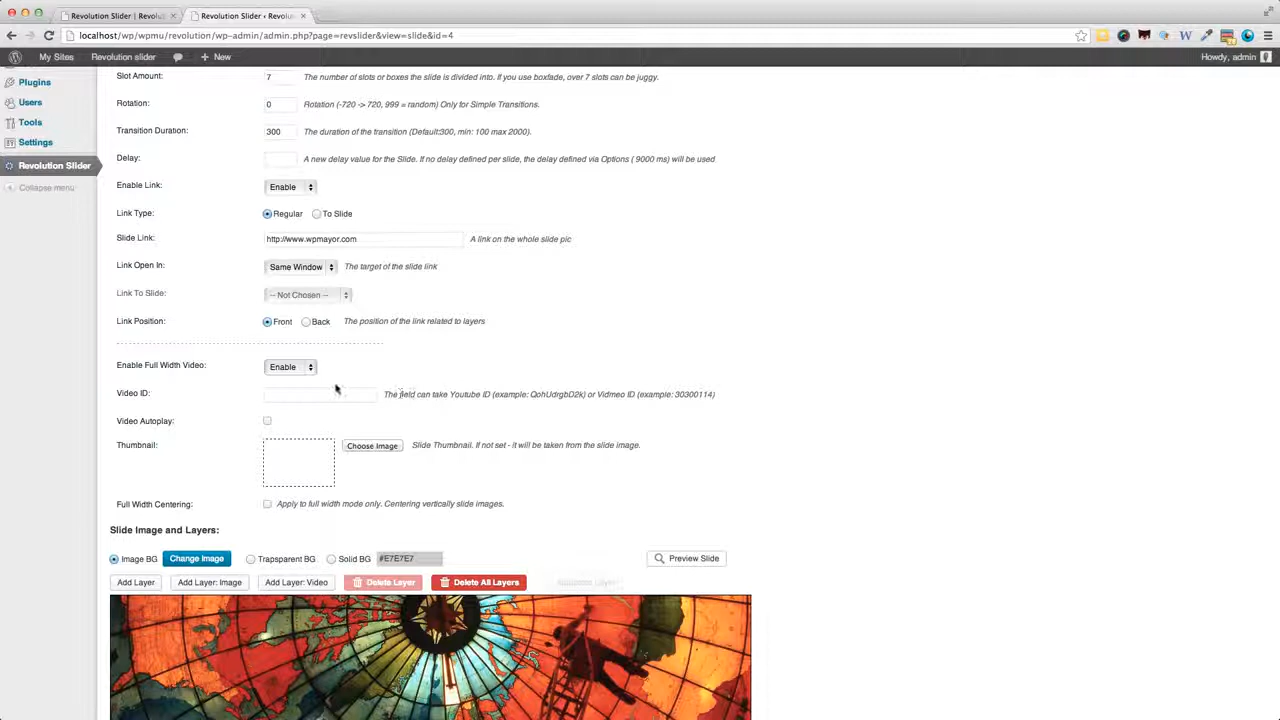 Revolution Slider | Revolu
Revolution Slider ‹ Revolu
localhost/wp/wpmu/revolution/wp-admin/admin.php?page=revslider&view=slide&id=4
My Sites
Revolution slider
+ New
Howdy, admin
Plugins
Users
Tools
Settings
Revolution Slider
Collapse menu
Slot Amount: 7 The number of slots or boxes the slide is divided into. If you use boxfade, over 7 slots can be juggy.
Rotation: 0 Rotation (-720 -> 720, 999 = random) Only for Simple Transitions.
Transition Duration: 300 The duration of the transition (Default:300, min: 100 max 2000).
Delay: A new delay value for the Slide. If no delay defined per slide, the delay defined via Options ( 9000 ms) will be used
Enable Link: Enable
Link Type: Regular To Slide
Slide Link: http://www.wpmayor.com A link on the whole slide pic
Link Open In: Same Window The target of the slide link
Link To Slide: -- Not Chosen --
Link Position: Front Back The position of the link related to layers
Enable Full Width Video: Enable
Video ID: The field can take Youtube ID (example: QohUdrgbD2k) or Vidmeo ID (example: 30300114)
Video Autoplay:
Thumbnail: Choose Image Slide Thumbnail. If not set - it will be taken from the slide image.
Full Width Centering: Apply to full width mode only. Centering vertically slide images.
Slide Image and Layers:
Image BG Change Image Trapsparent BG Solid BG #E7E7E7 Preview Slide
Add Layer Add Layer: Image Add Layer: Video Delete Layer Delete All Layers